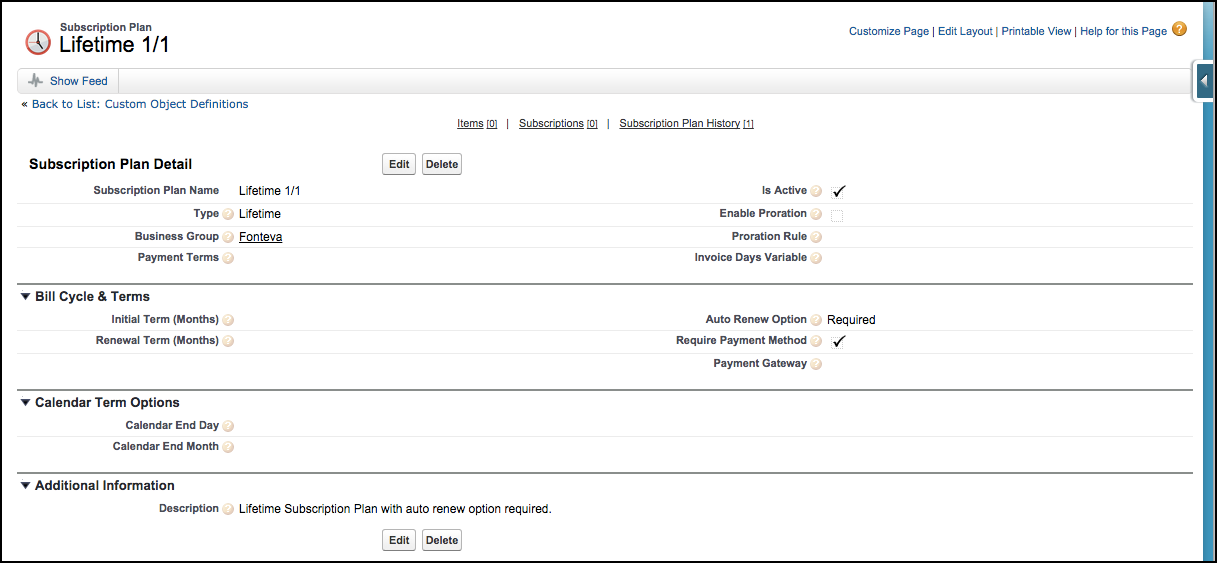 Subscription Plan
Lifetime 1/1
Customize Page | Edit Layout | Printable View | Help for this Page ?
Show Feed
« Back to List: Custom Object Definitions
Items [0] | Subscriptions [0] | Subscription Plan History [1]
Subscription Plan Detail Edit Delete
Subscription Plan Name Lifetime 1/1 Is Active ?
Type ? Lifetime Enable Proration ?
Business Group ? Fonteva Proration Rule ?
Payment Terms ? Invoice Days Variable ?
Bill Cycle & Terms
Initial Term (Months) ? Auto Renew Option ? Required
Renewal Term (Months) ? Require Payment Method ?
Payment Gateway ?
Calendar Term Options
Calendar End Day ?
Calendar End Month ?
Additional Information
Description ? Lifetime Subscription Plan with auto renew option required.
Edit Delete